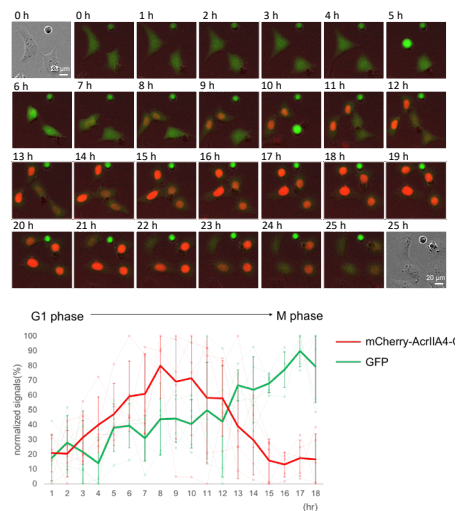 0 h 0 h 1 h 2 h 3 h 4 h 5 h
20 µm
6 h 7 h 8 h 9 h 10 h 11 h 12 h
13 h 14 h 15 h 16 h 17 h 18 h 19 h
20 h 21 h 22 h 23 h 24 h 25 h 25 h
20 µm
G1 phase M phase
100
90
80
70
60
50
40
30
20
10
0
normalized signals(%)
mCherry-AcrIIA4-C
GFP
1 2 3 4 5 6 7 8 9 10 11 12 13 14 15 16 17 18
(hr)